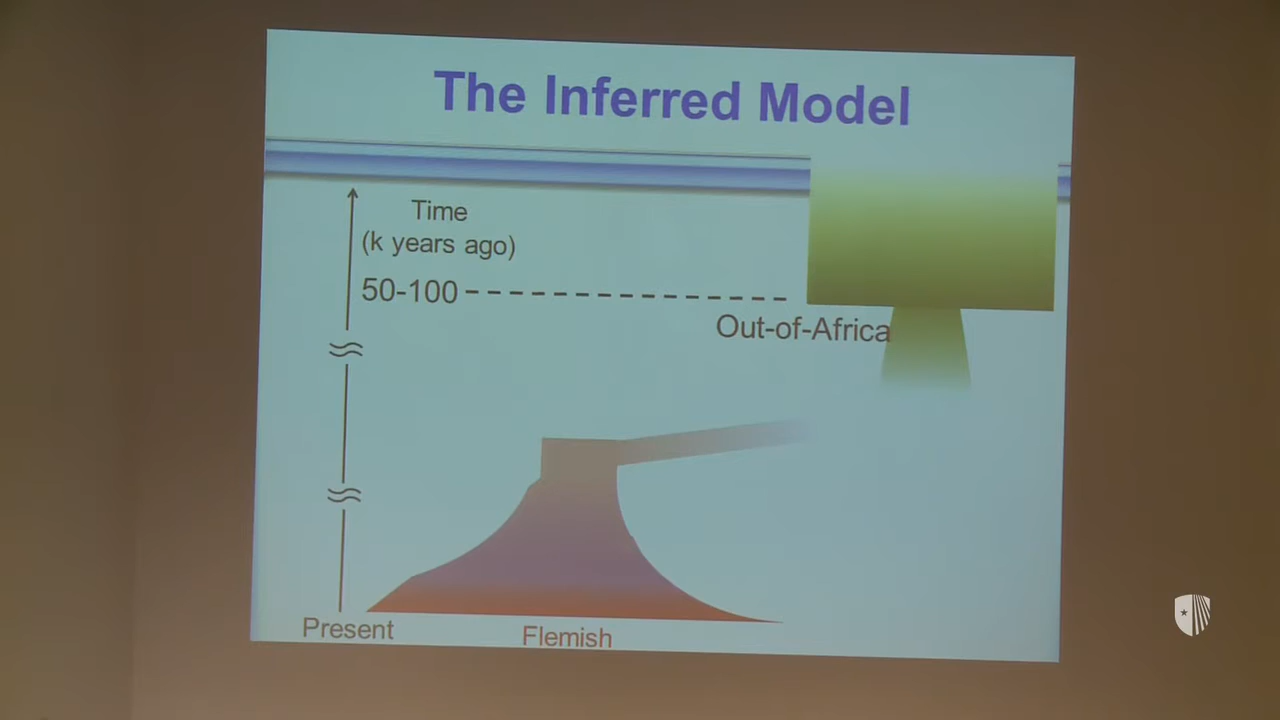 The Inferred Model
Time
(k years ago)
50-100
Out-of-Africa
Present
Flemish